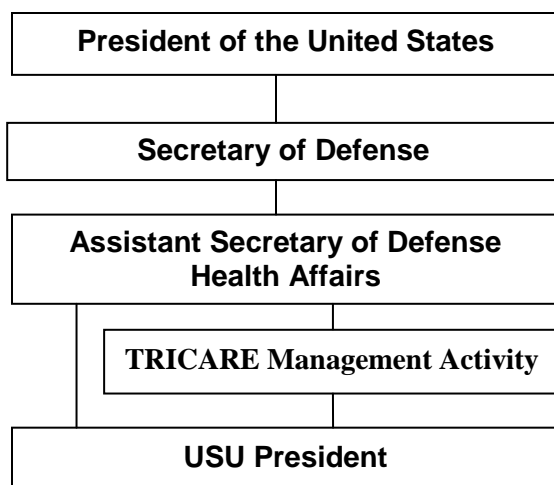 President of the United States
Secretary of Defense
Assistant Secretary of Defense
Health Affairs
TRICARE Management Activity
USU President